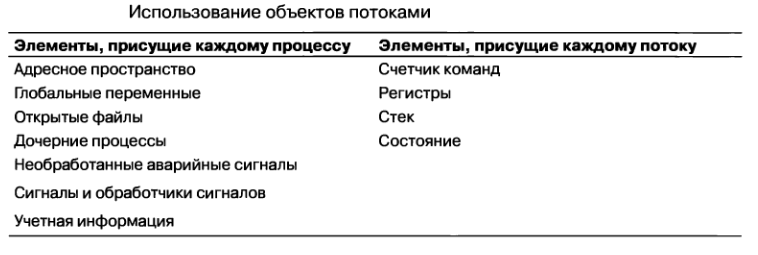 Использование объектов потоками
Элементы, присущие каждому процессу Элементы, присущие каждому потоку
Адресное пространство Счетчик команд
Глобальные переменные Регистры
Открытые файлы Стек
Дочерние процессы Состояние
Необработанные аварийные сигналы
Сигналы и обработчики сигналов
Учетная информация